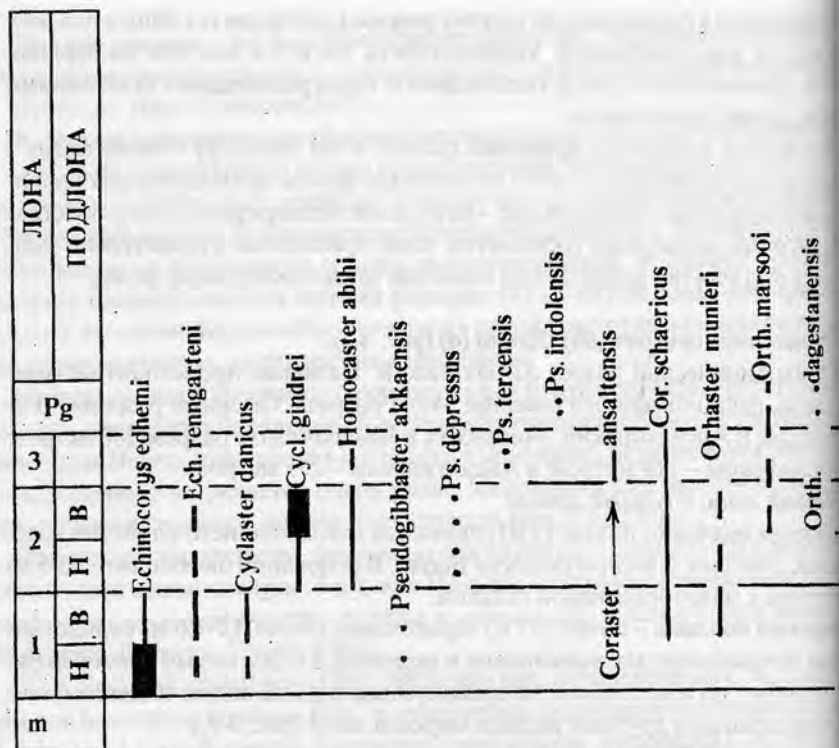 ЛОНА
ПОДЛОНА
Pg
3
2
В
Н
1
В
Н
m
Echinocorys edhemi
Ech. renngarteni
Cyclaster danicus
Cycl. gindrei
Homoeaster abihi
Pseudogibbaster akkaensis
Ps. depressus
Ps. tercensis
Ps. indolensis
Coraster
ansaltensis
Cor. schaericus
Orhaster munieri
Orth marsooi
Orth.
dagestanensis